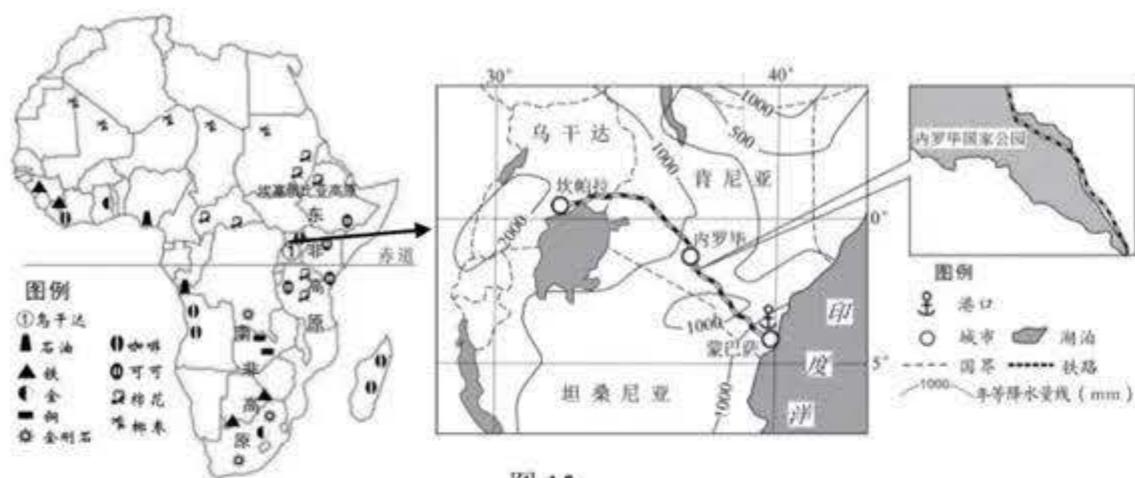 埃塞俄比亚高原
东
非
高
原
①
赤道
南
非
高
原
图例
①乌干达
石油
铁
金
铜
金刚石
咖啡
可可
棉花
椰枣
30°
40°
0°
5°
1000
500
1000
2000
1000
1000
乌干达
坎帕拉
肯尼亚
内罗毕
蒙巴萨
坦桑尼亚
印
度
洋
内罗毕国家公园
图例
港口
城市
湖泊
国界
铁路
1000
年等降水量线（mm）